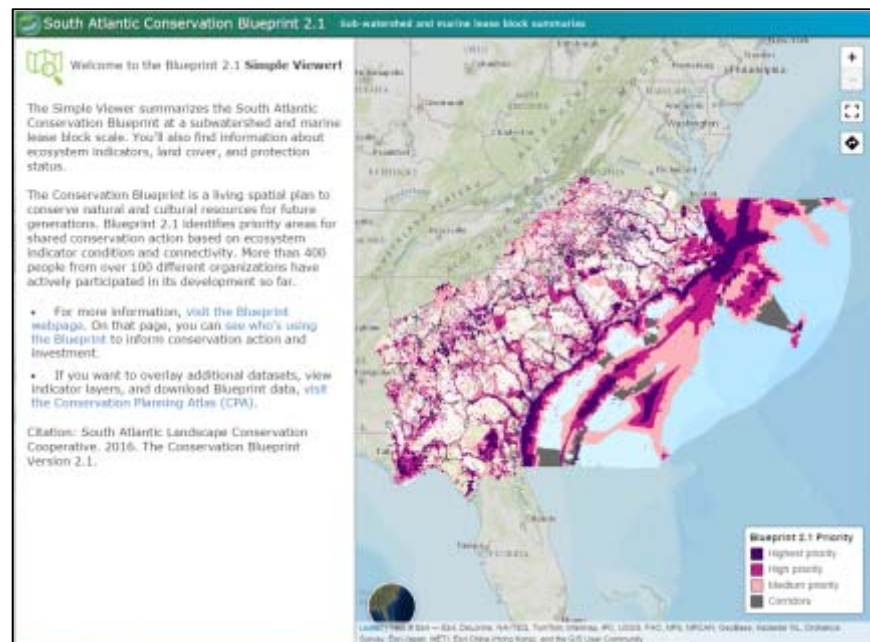 South Atlantic Conservation Blueprint 2.1 Sub-watershed and marine lease block summaries
Welcome to the Blueprint 2.1 Simple Viewer!
The Simple Viewer summarizes the South Atlantic
Conservation Blueprint at a subwatershed and marine
lease block scale. You'll also find information about
ecosystem indicators, land cover, and protection
status.
The Conservation Blueprint is a living spatial plan to
conserve natural and cultural resources for future
generations. Blueprint 2.1 identifies priority areas for
shared conservation action based on ecosystem
indicator condition and connectivity. More than 400
people from over 100 different organizations have
actively participated in its development so far.
• For more information, visit the Blueprint
webpage. On that page, you can see who's using
the Blueprint to inform conservation action and
investment.
• If you want to overlay additional datasets, view
indicator layers, and download Blueprint data, visit
the Conservation Planning Atlas (CPA).
Citation: South Atlantic Landscape Conservation
Cooperative. 2016. The Conservation Blueprint
Version 2.1.
Pittsburgh
Philadelphia
Washington
Richmond
Orlando
Tampa
FLORIDA
+
−
Blueprint 2.1 Priority
Highest priority
High priority
Medium priority
Corridors